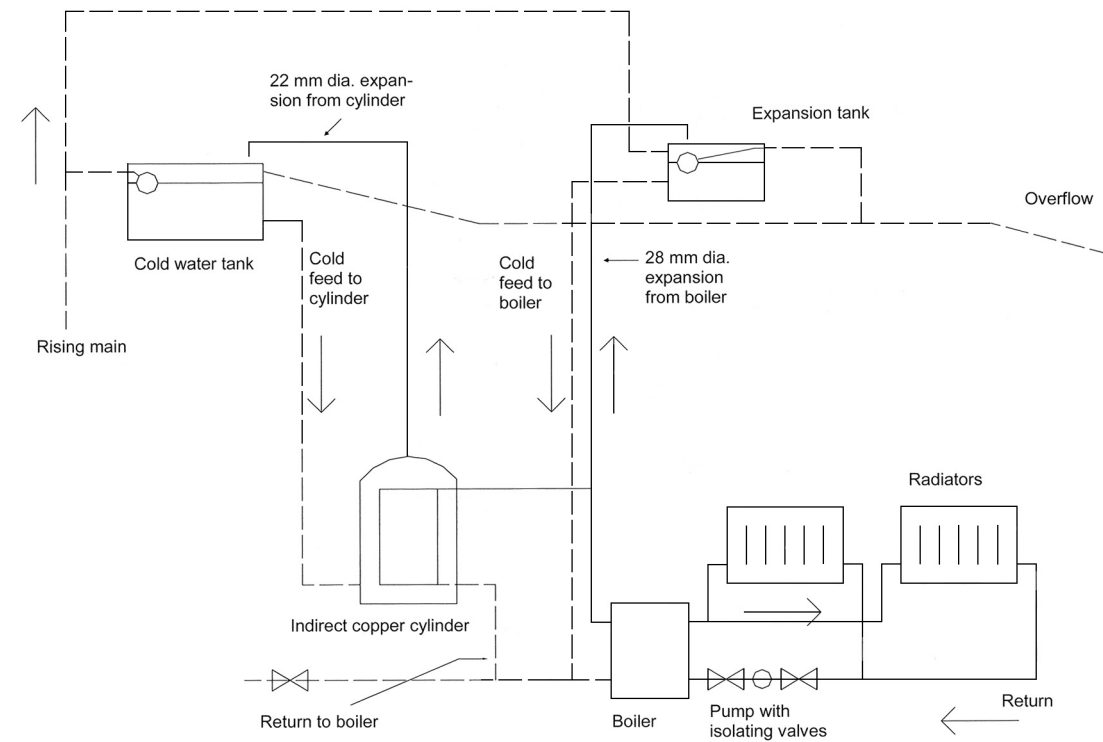 22 mm dia. expan-
sion from cylinder
Expansion tank
Overflow
Cold water tank
Cold
feed to
cylinder
Cold
feed to
boiler
28 mm dia.
expansion
from boiler
Rising main
Radiators
Indirect copper cylinder
Return to boiler
Boiler
Pump with
isolating valves
Return